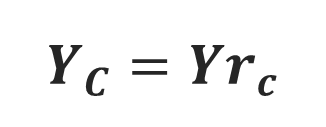 Y_C = Yr_c